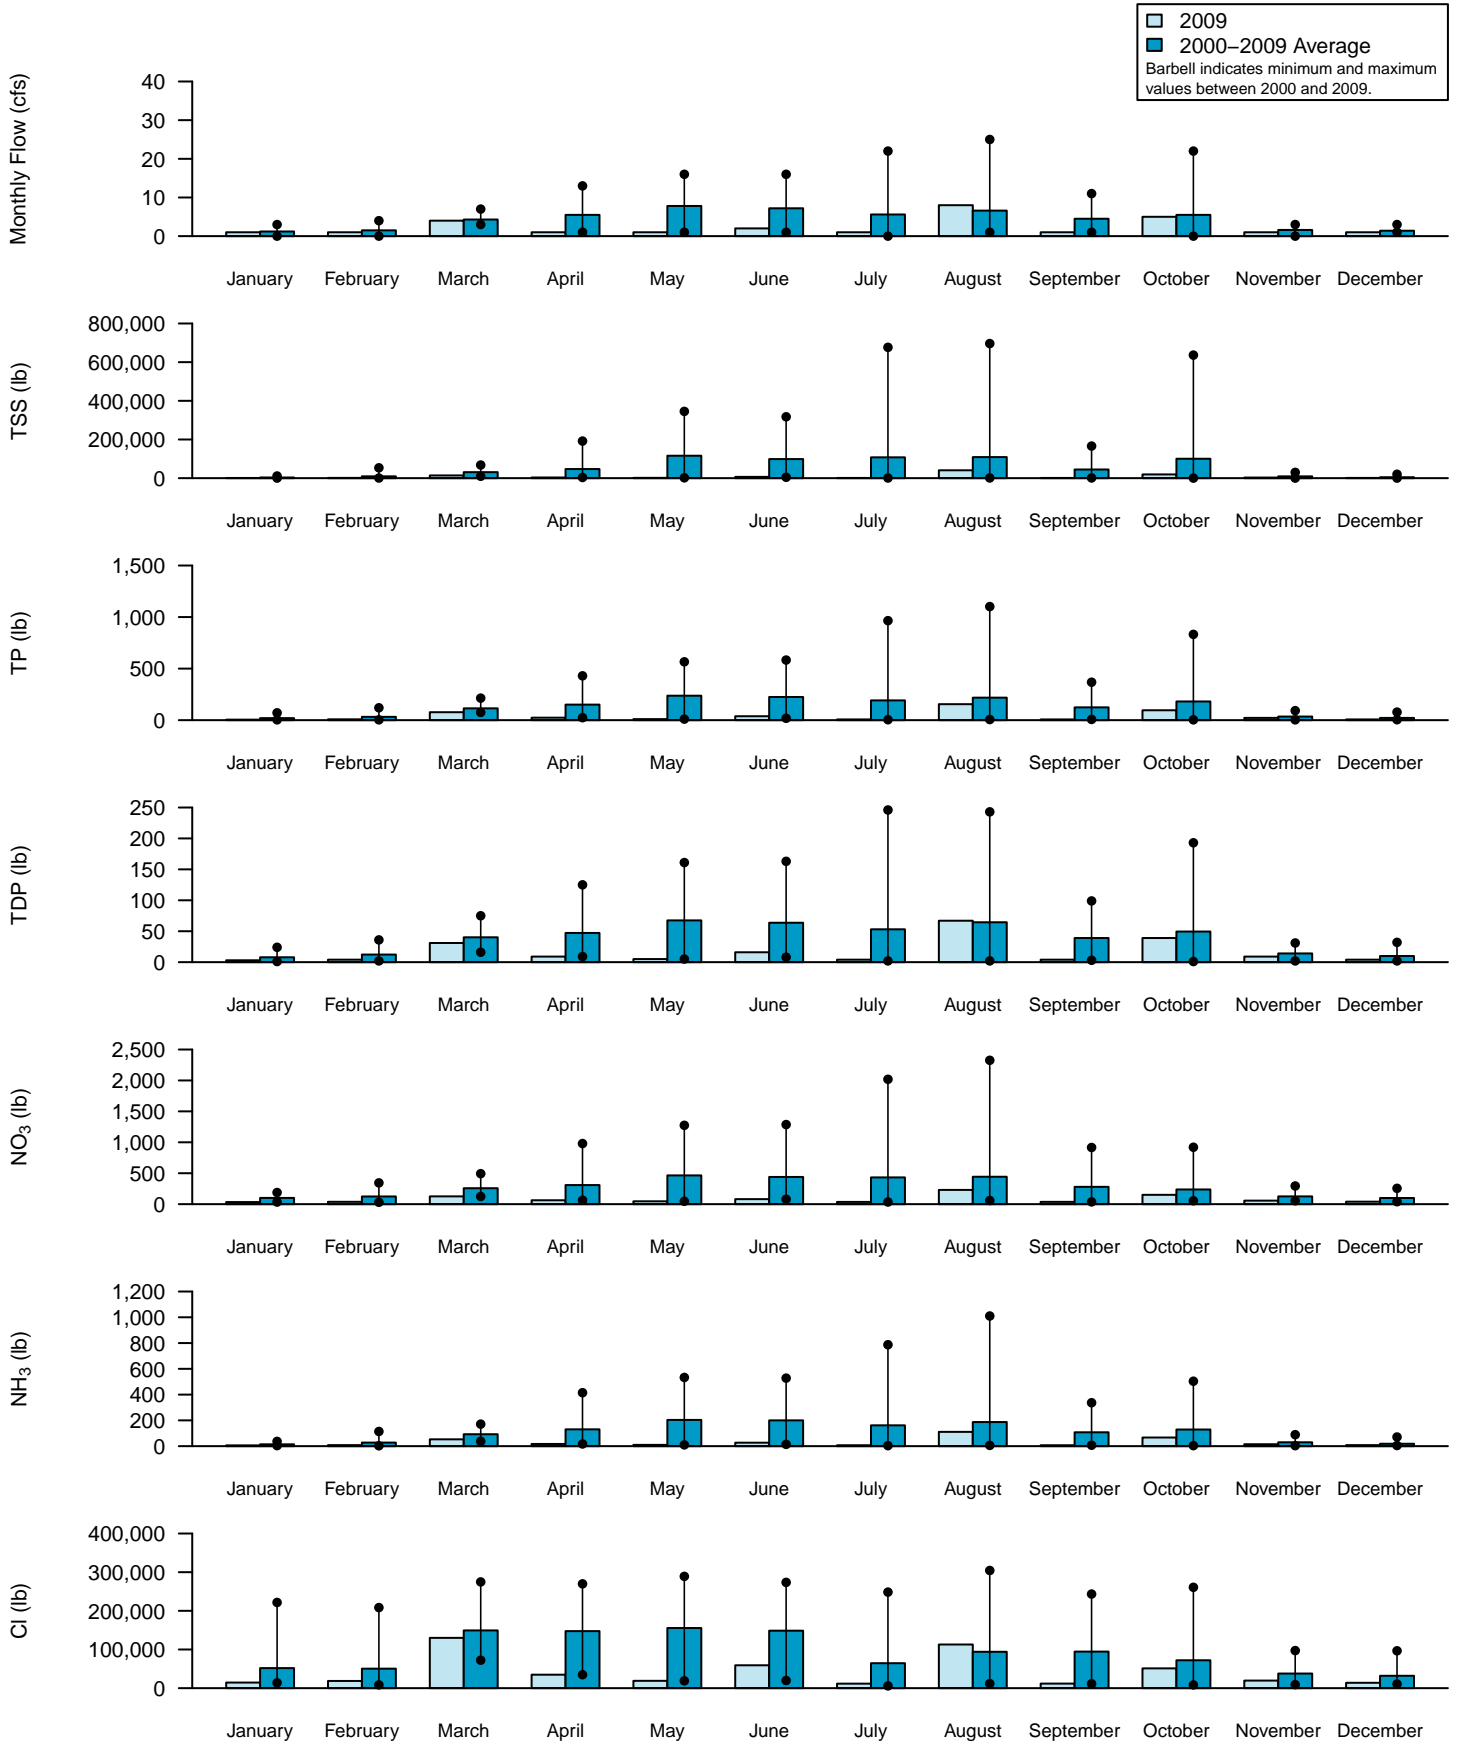 2009
2000–2009 Average
Barbell indicates minimum and maximum
values between 2000 and 2009.
Monthly Flow (cfs)
40
30
20
10
0
January February March April May June July August September October November December
TSS (lb)
800,000
600,000
400,000
200,000
0
January February March April May June July August September October November December
TP (lb)
1,500
1,000
500
0
January February March April May June July August September October November December
TDP (lb)
250
200
150
100
50
0
January February March April May June July August September October November December
NO3 (lb)
2,500
2,000
1,500
1,000
500
0
January February March April May June July August September October November December
NH3 (lb)
1,200
1,000
800
600
400
200
0
January February March April May June July August September October November December
Cl (lb)
400,000
300,000
200,000
100,000
0
January February March April May June July August September October November December